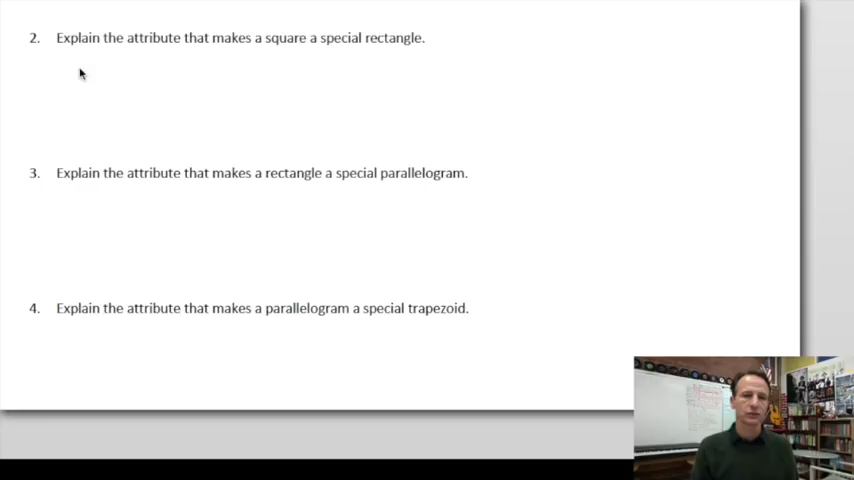 2. Explain the attribute that makes a square a special rectangle.
3. Explain the attribute that makes a rectangle a special parallelogram.
4. Explain the attribute that makes a parallelogram a special trapezoid.